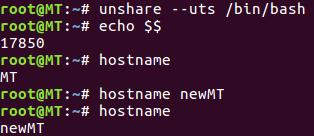 root@MT:~# unshare --uts /bin/bash
root@MT:~# echo $$
17850
root@MT:~# hostname
MT
root@MT:~# hostname newMT
root@MT:~# hostname
newMT